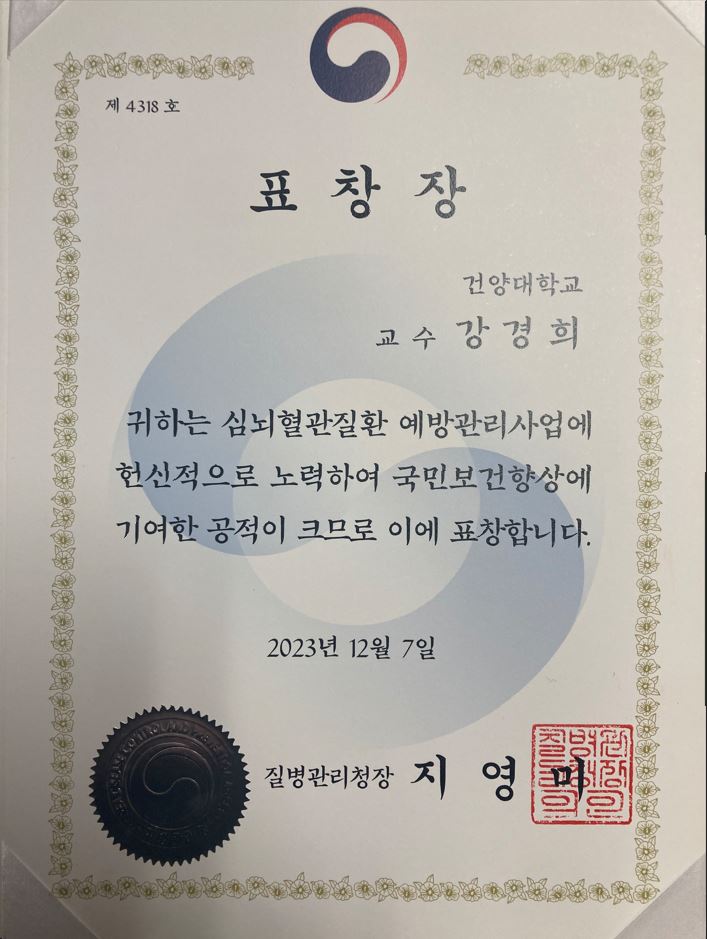 제 4318 호
표 창 장
건양대학교
교 수 강 경 희
귀하는 심뇌혈관질환 예방관리사업에
헌신적으로 노력하여 국민보건향상에
기여한 공적이 크므로 이에 표창합니다.
2023년 12월 7일
질병관리청장 지 영 미